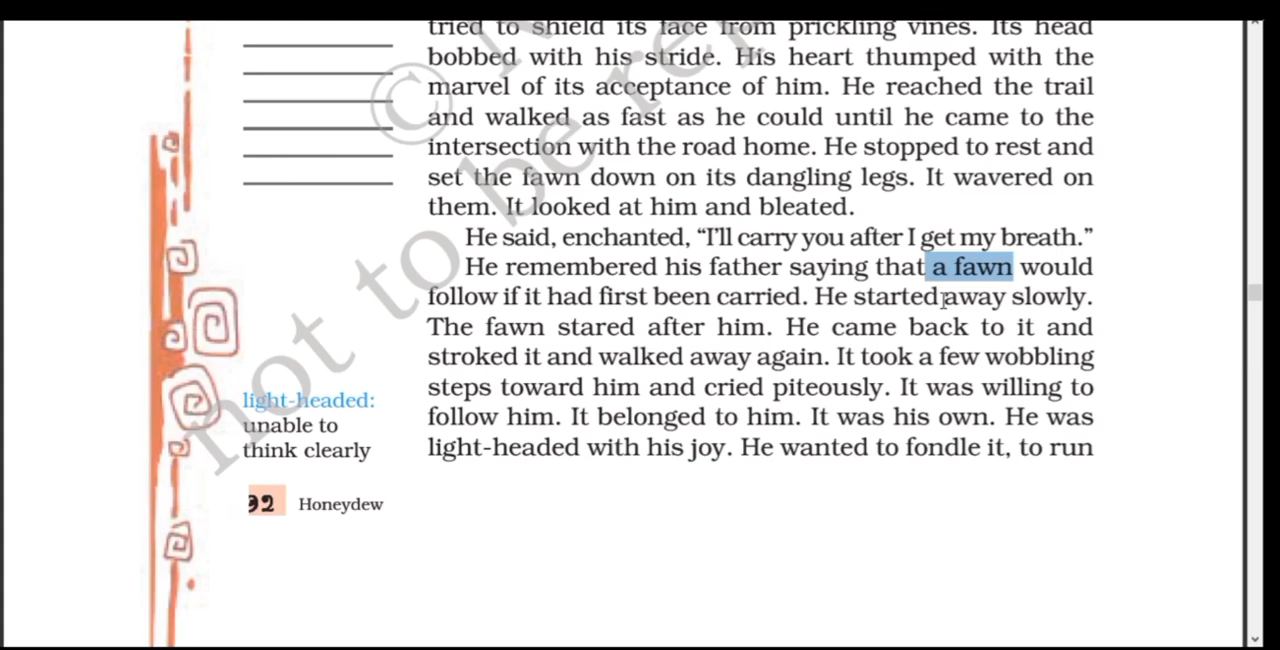 tried to shield its face from prickling vines. Its head
bobbed with his stride. His heart thumped with the
marvel of its acceptance of him. He reached the trail
and walked as fast as he could until he came to the
intersection with the road home. He stopped to rest and
set the fawn down on its dangling legs. It wavered on
them. It looked at him and bleated.
He said, enchanted, “I'll carry you after I get my breath.”
He remembered his father saying that a fawn would
follow if it had first been carried. He started away slowly.
The fawn stared after him. He came back to it and
stroked it and walked away again. It took a few wobbling
steps toward him and cried piteously. It was willing to
follow him. It belonged to him. It was his own. He was
light-headed with his joy. He wanted to fondle it, to run
light-headed:
unable to
think clearly
92 Honeydew
© N
not to be re